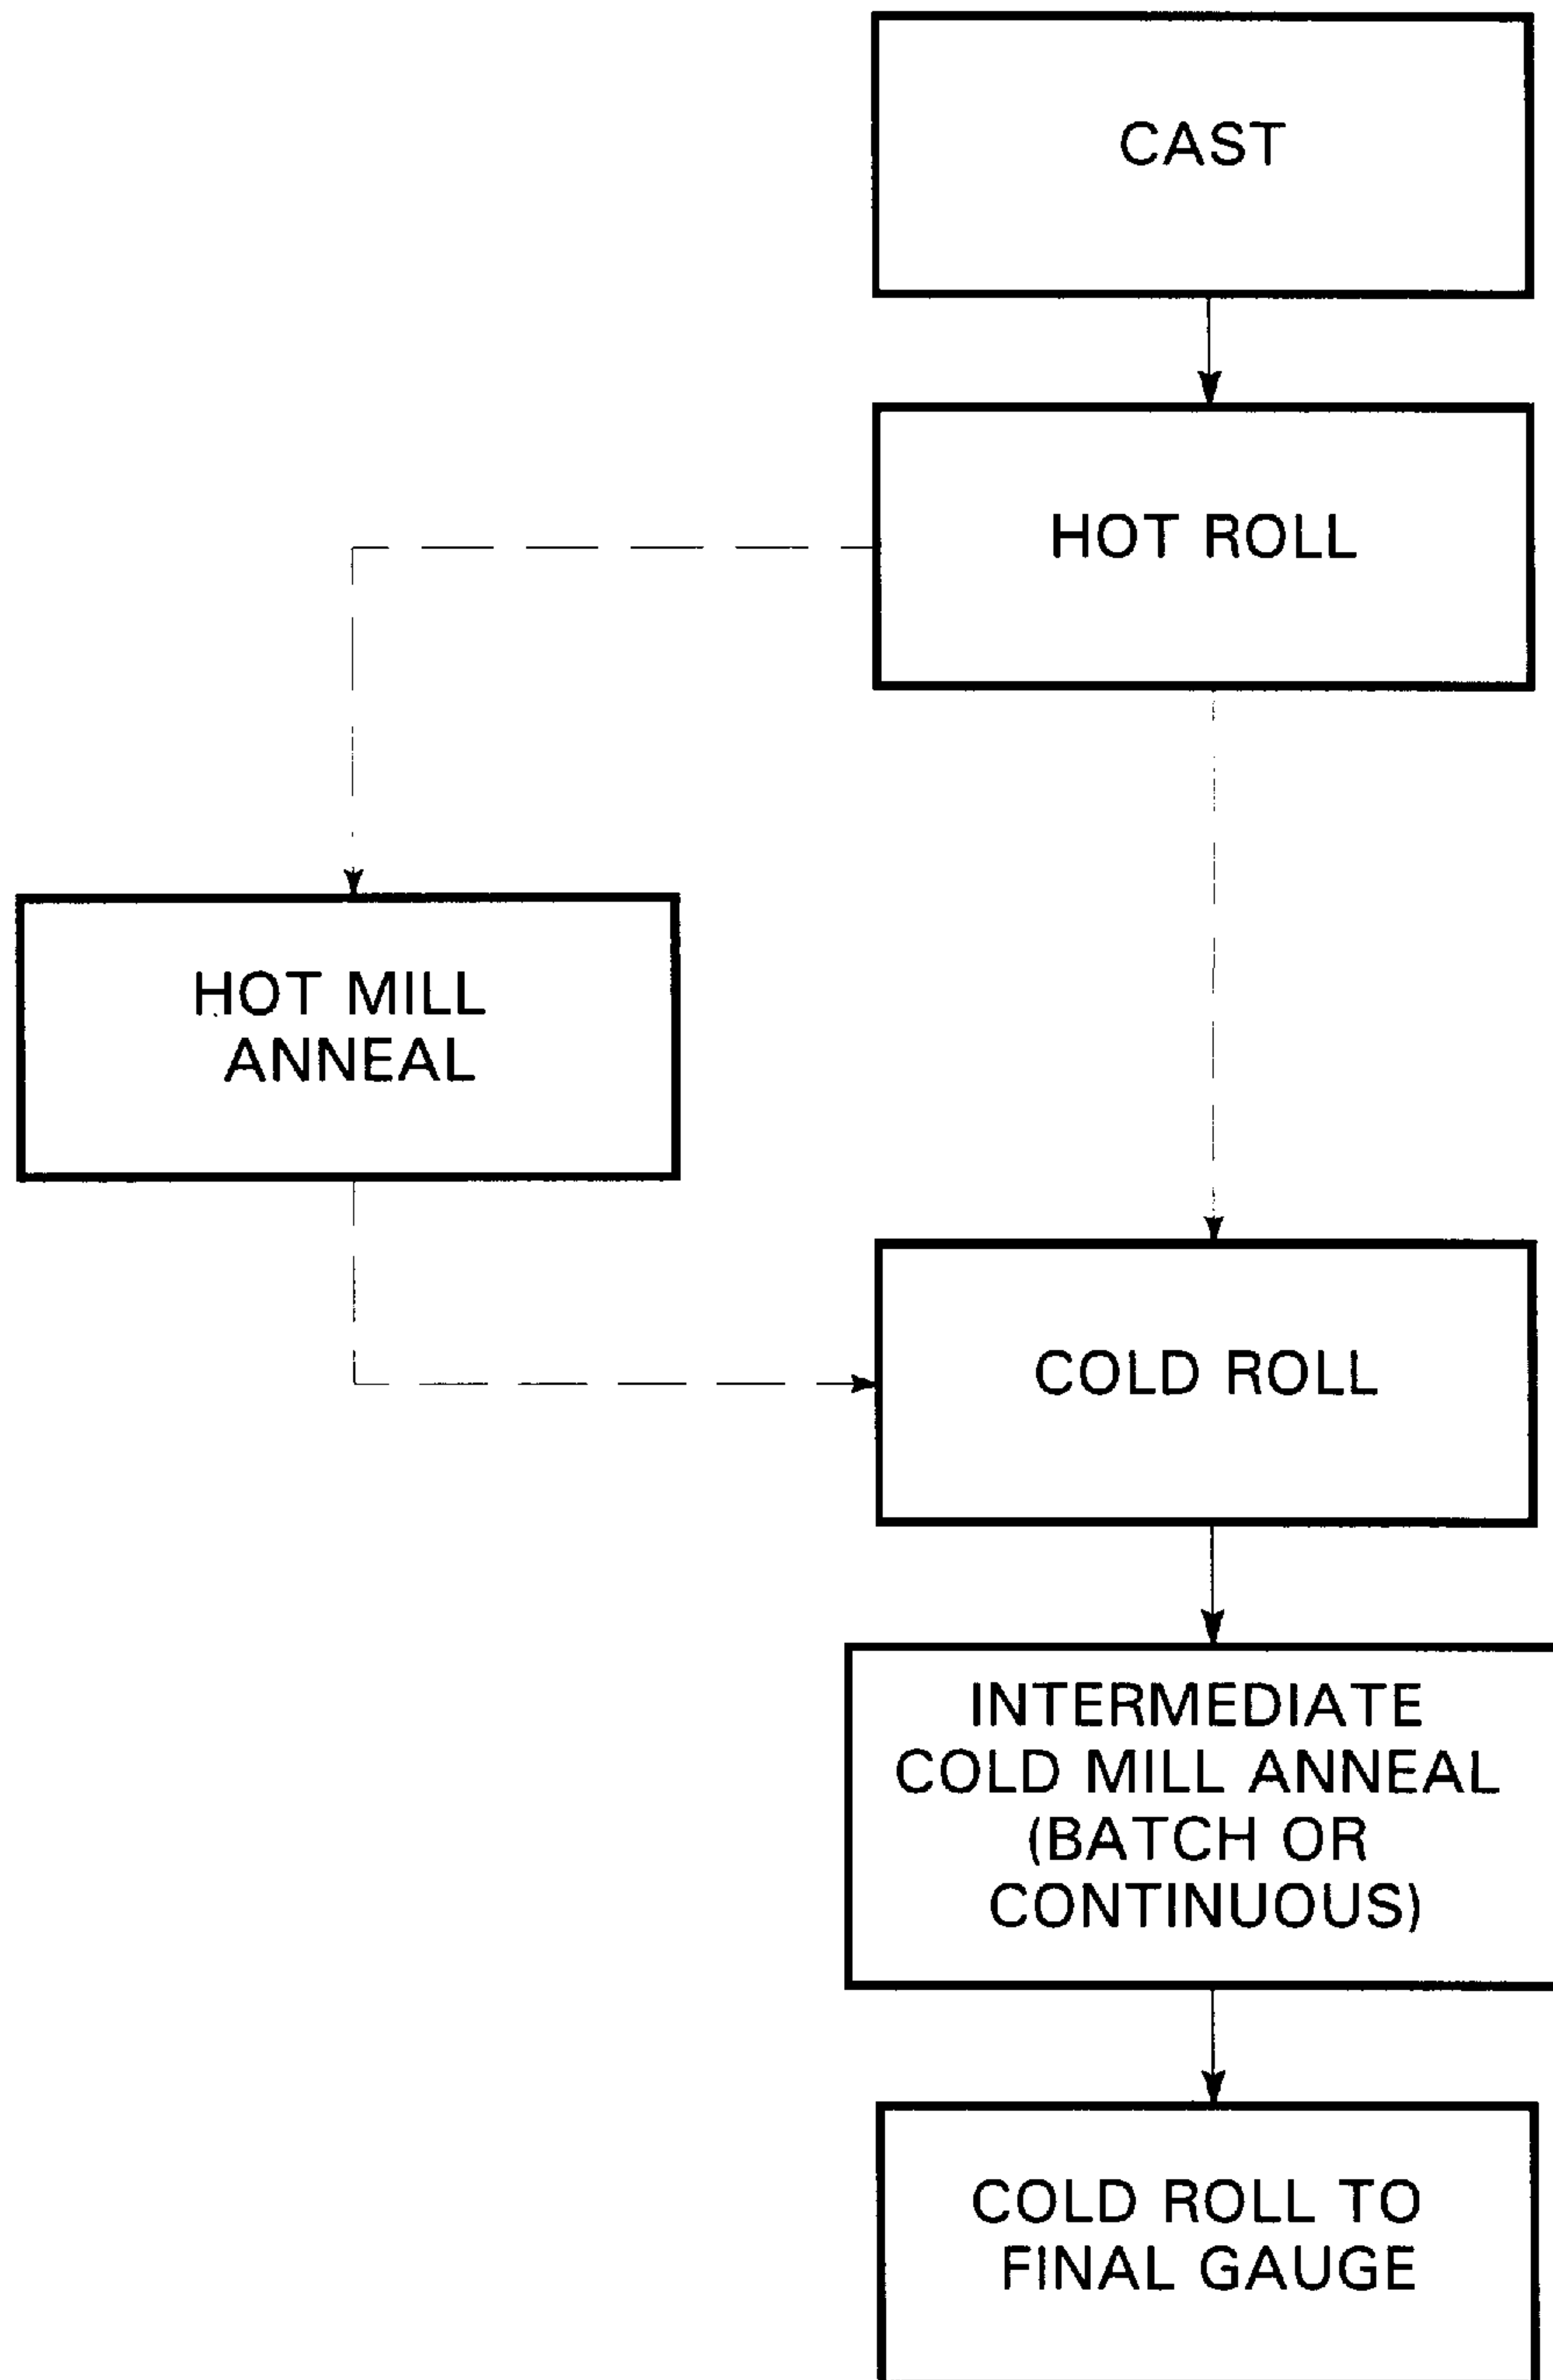 CAST
HOT ROLL
HOT MILL
ANNEAL
COLD ROLL
INTERMEDIATE
COLD MILL ANNEAL
(BATCH OR
CONTINUOUS)
COLD ROLL TO
FINAL GAUGE